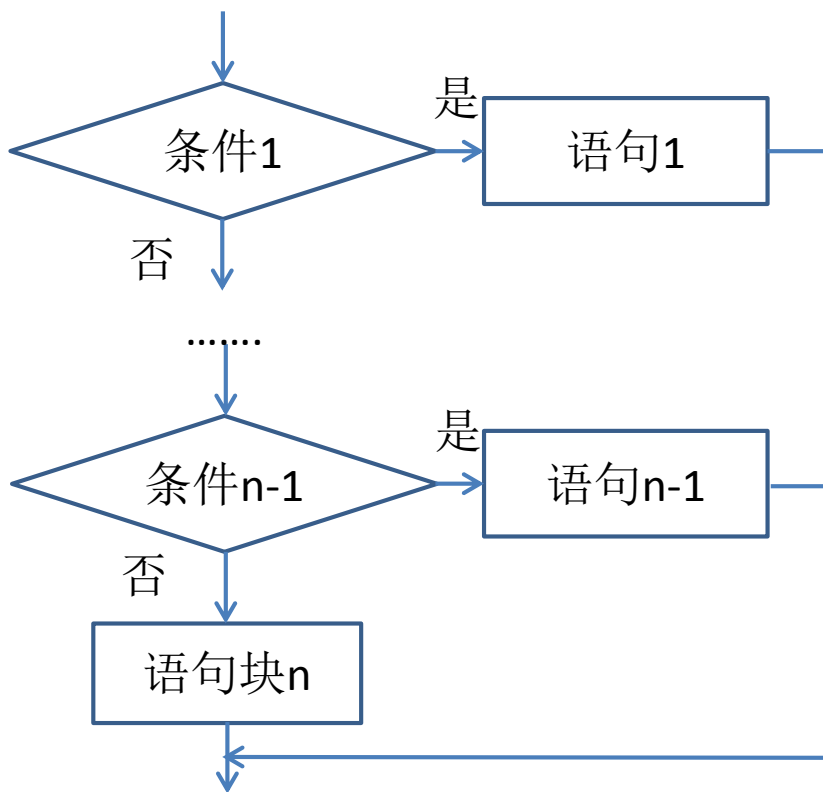 是
条件1
语句1
否
.......
是
条件n-1
语句n-1
否
语句块n